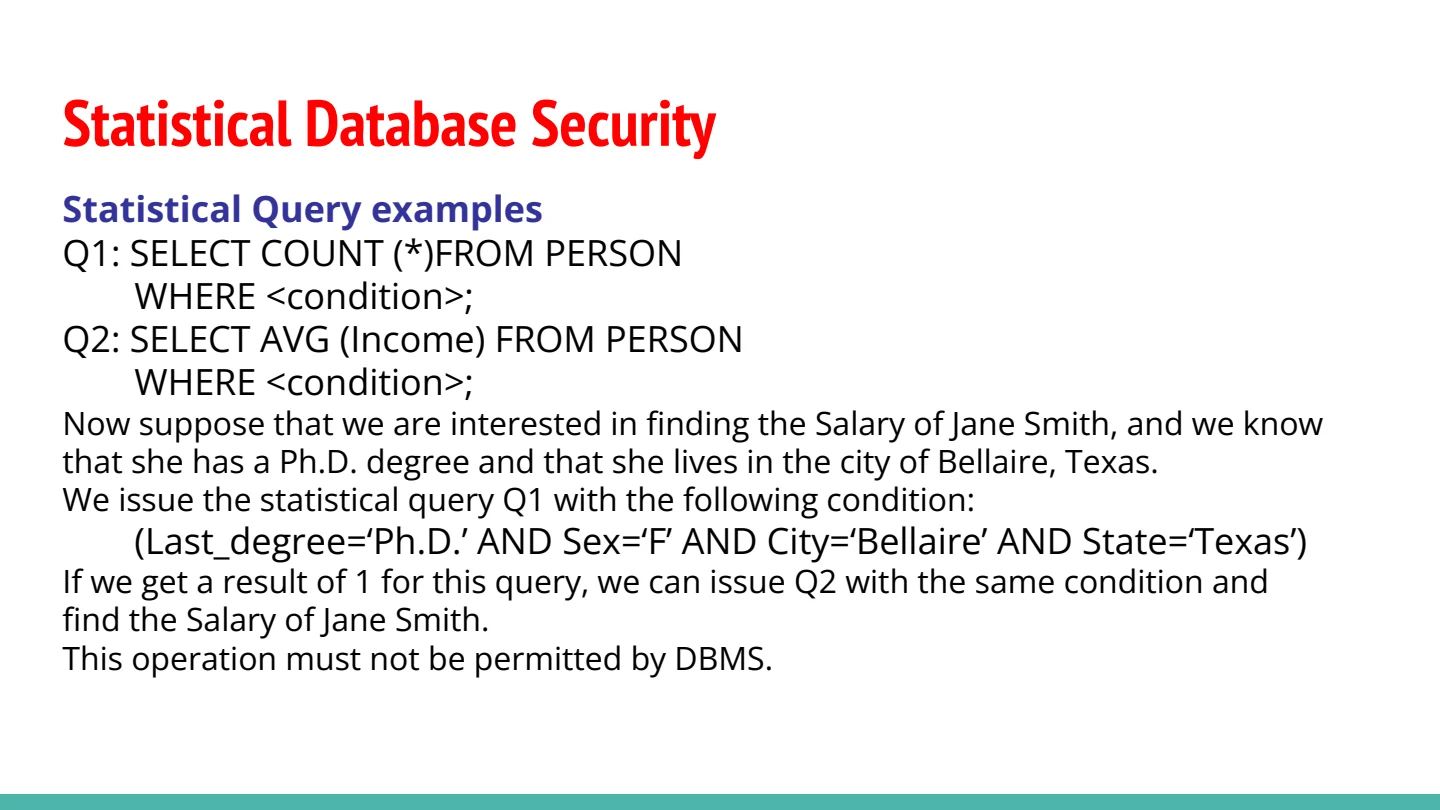 Statistical Database Security
Statistical Query examples
Q1: SELECT COUNT (*)FROM PERSON
WHERE <condition>;
Q2: SELECT AVG (Income) FROM PERSON
WHERE <condition>;
Now suppose that we are interested in finding the Salary of Jane Smith, and we know
that she has a Ph.D. degree and that she lives in the city of Bellaire, Texas.
We issue the statistical query Q1 with the following condition:
(Last_degree=‘Ph.D.’ AND Sex=‘F’ AND City=‘Bellaire’ AND State=‘Texas’)
If we get a result of 1 for this query, we can issue Q2 with the same condition and
find the Salary of Jane Smith.
This operation must not be permitted by DBMS.